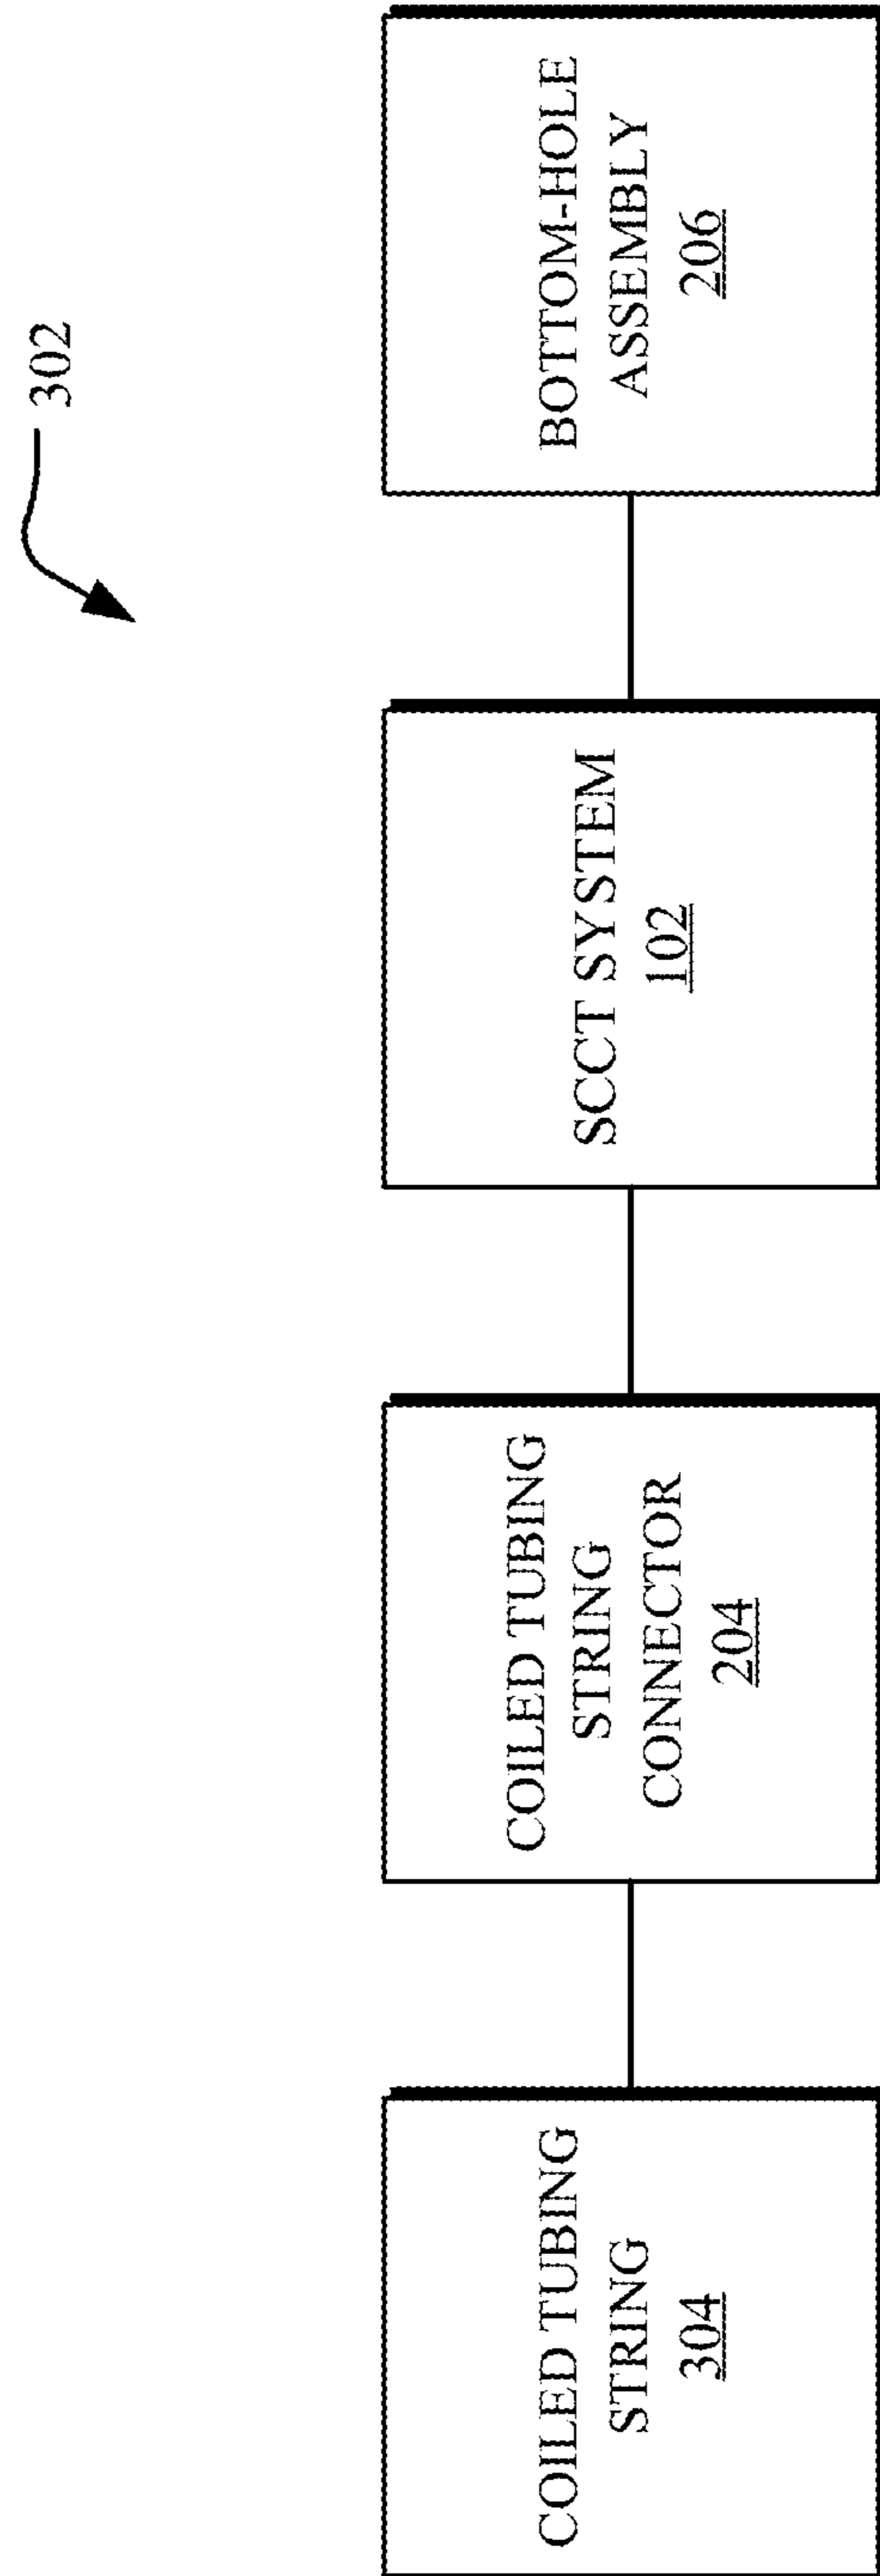 302
COILED TUBING
STRING
304
COILED TUBING
STRING
CONNECTOR
204
SCCT SYSTEM
102
BOTTOM-HOLE
ASSEMBLY
206